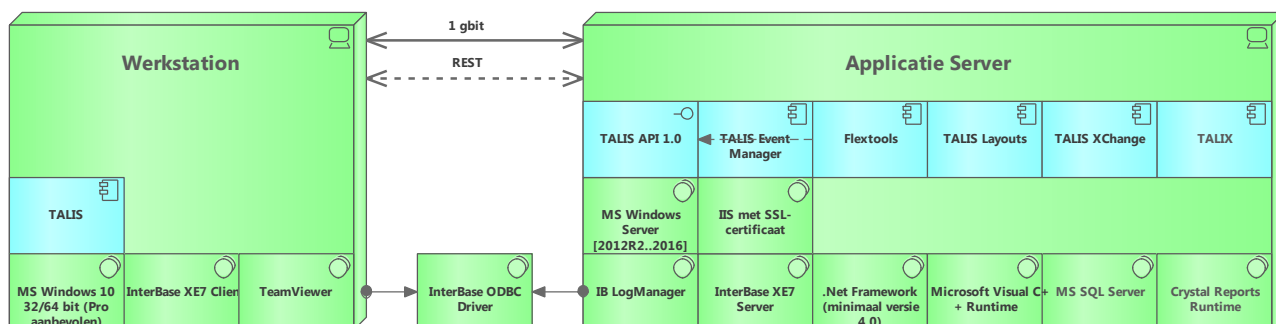 1 gbit
Werkstation
REST
Applicatie Server
TALIS API 1.0
TALIS Event
Manager
Flextools
TALIS Layouts
TALIS XChange
TALIX
TALIS
MS Windows
Server
[2012R2..2016]
IIS met SSL-
certificaat
MS Windows 10
32/64 bit (Pro
aanbevolen)
InterBase XE7 Clien
TeamViewer
InterBase ODBC
Driver
IB LogManager
InterBase XE7
Server
.Net Framework
(minimaal versie
4.0)
Microsoft Visual C+
+ Runtime
MS SQL Server
Crystal Reports
Runtime